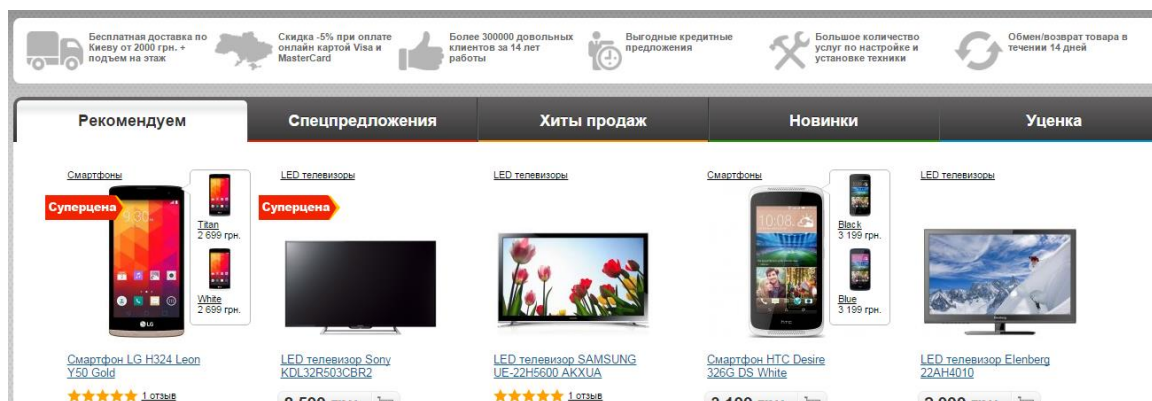 Бесплатная доставка по
Киеву от 2000 грн. +
подъем на этаж
Скидка -5% при оплате
онлайн картой Visa и
MasterCard
Более 300000 довольных
клиентов за 14 лет
работы
Выгодные кредитные
предложения
Большое количество
услуг по настройке и
установке техники
Обмен/возврат товара в
течении 14 дней
Рекомендуем
Спецпредложения
Хиты продаж
Новинки
Уценка
Смартфоны
Суперцена
9:30
LG
Titan
2 699 грн.
White
2 699 грн.
Смартфон LG H324 Leon
Y50 Gold
1 отзыв
LED телевизоры
Суперцена
LED телевизор Sony
KDL32R503CBR2
LED телевизоры
LED телевизор SAMSUNG
UE-22H5600 AKXUA
1 отзыв
Смартфоны
10:08
Black
3 199 грн.
Blue
3 199 грн.
Смартфон HTC Desire
326G DS White
LED телевизоры
LED телевизор Elenberg
22AH4010